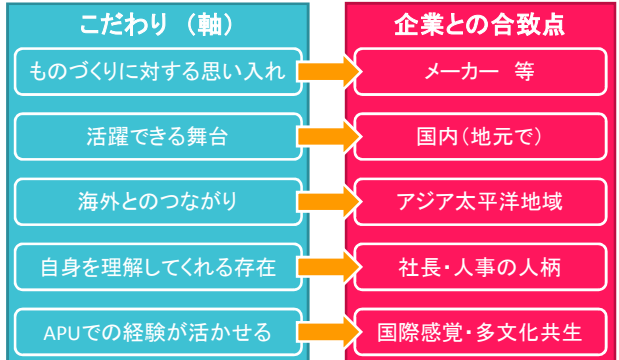 こだわり （軸）
企業との合致点
ものづくりに対する思い入れ
メーカー 等
活躍できる舞台
国内（地元で）
海外とのつながり
アジア太平洋地域
自身を理解してくれる存在
社長・人事の人柄
APUでの経験が活かせる
国際感覚・多文化共生